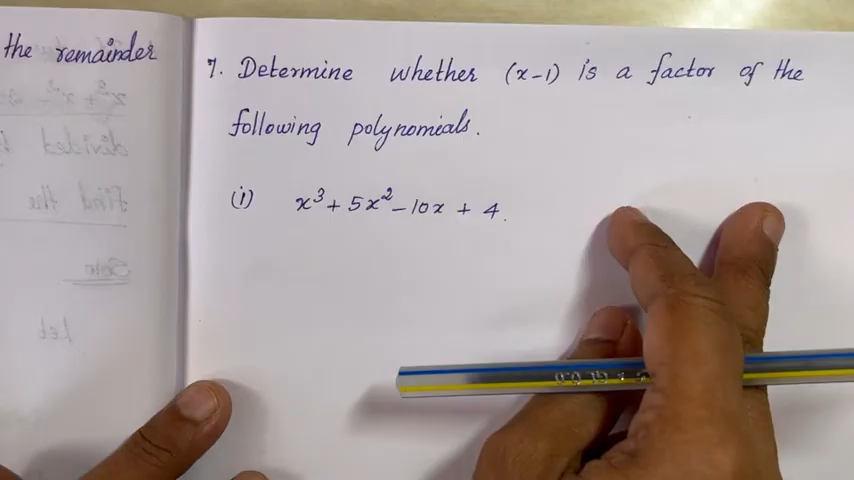 the remainder
7. Determine whether (x-1) is a factor of the
following polynomials.
(i) x³ + 5x² - 10x + 4.